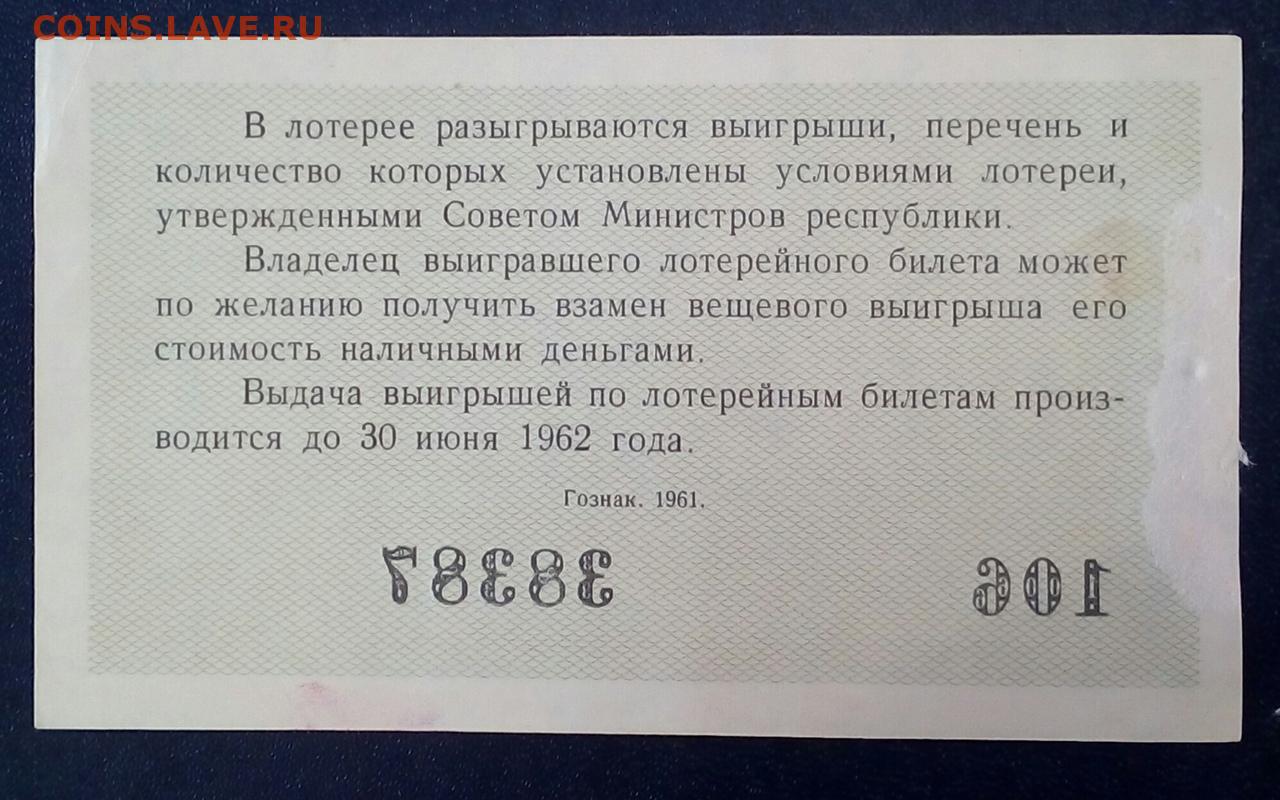 COINS.LAVE.RU
В лотерее разыгрываются выигрыши, перечень и
количество которых установлены условиями лотереи,
утвержденными Советом Министров республики.
Владелец выигравшего лотерейного билета может
по желанию получить взамен вещевого выигрыша его
стоимость наличными деньгами.
Выдача выигрышей по лотерейным билетам произ-
водится до 30 июня 1962 года.
Гознак. 1961.
38387 106